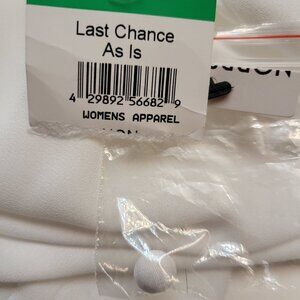 Last Chance
As Is
4 29892 56682 9
WOMENS APPAREL